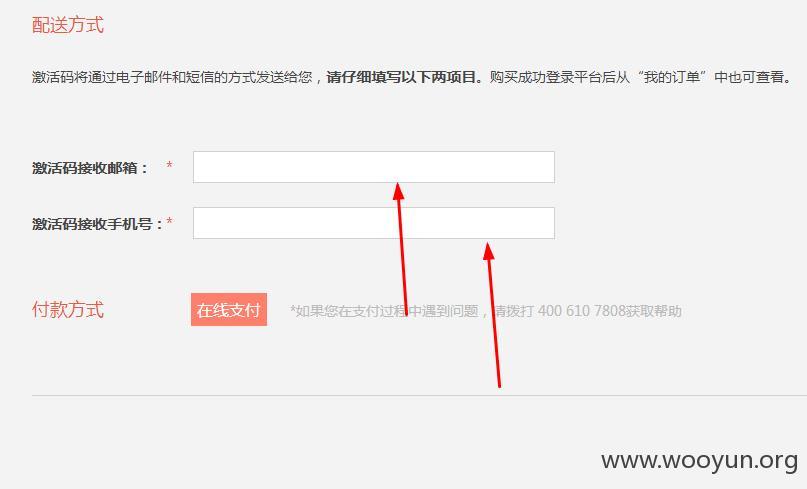 配送方式
激活码将通过电子邮件和短信的方式发送给您，请仔细填写以下两项目。购买成功登录平台后从“我的订单”中也可查看。
激活码接收邮箱： *
激活码接收手机号：*
付款方式 在线支付 *如果您在支付过程中遇到问题，请拨打 400 610 7808获取帮助
www.wooyun.org